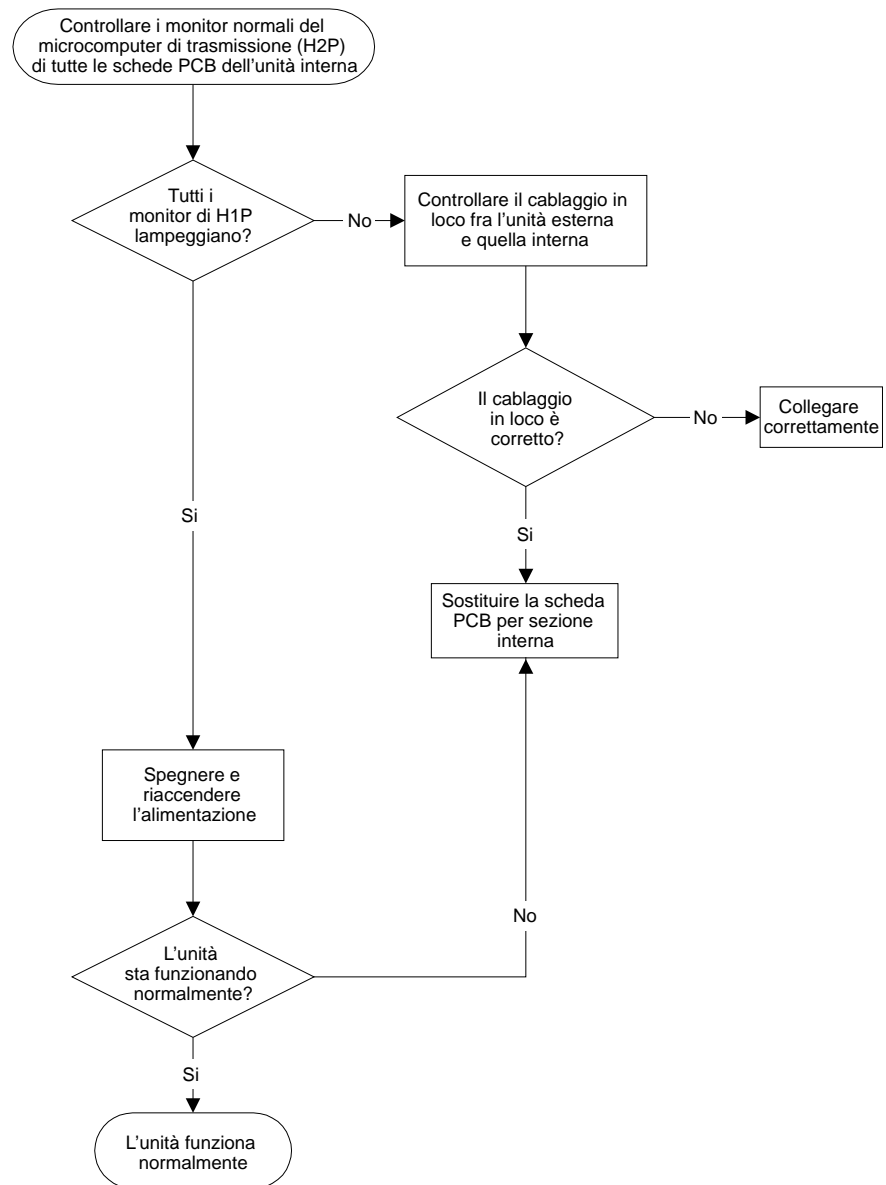 Controllare i monitor normali del
microcomputer di trasmissione (H2P)
di tutte le schede PCB dell'unità interna
Tutti i
monitor di H1P
lampeggiano?
No
Controllare il cablaggio in
loco fra l'unità esterna
e quella interna
Il cablaggio
in loco è
corretto?
No
Collegare
correttamente
Si
Si
Sostituire la scheda
PCB per sezione
interna
Spegnere e
riaccendere
l'alimentazione
No
L'unità
sta funzionando
normalmente?
Si
L'unità funziona
normalmente